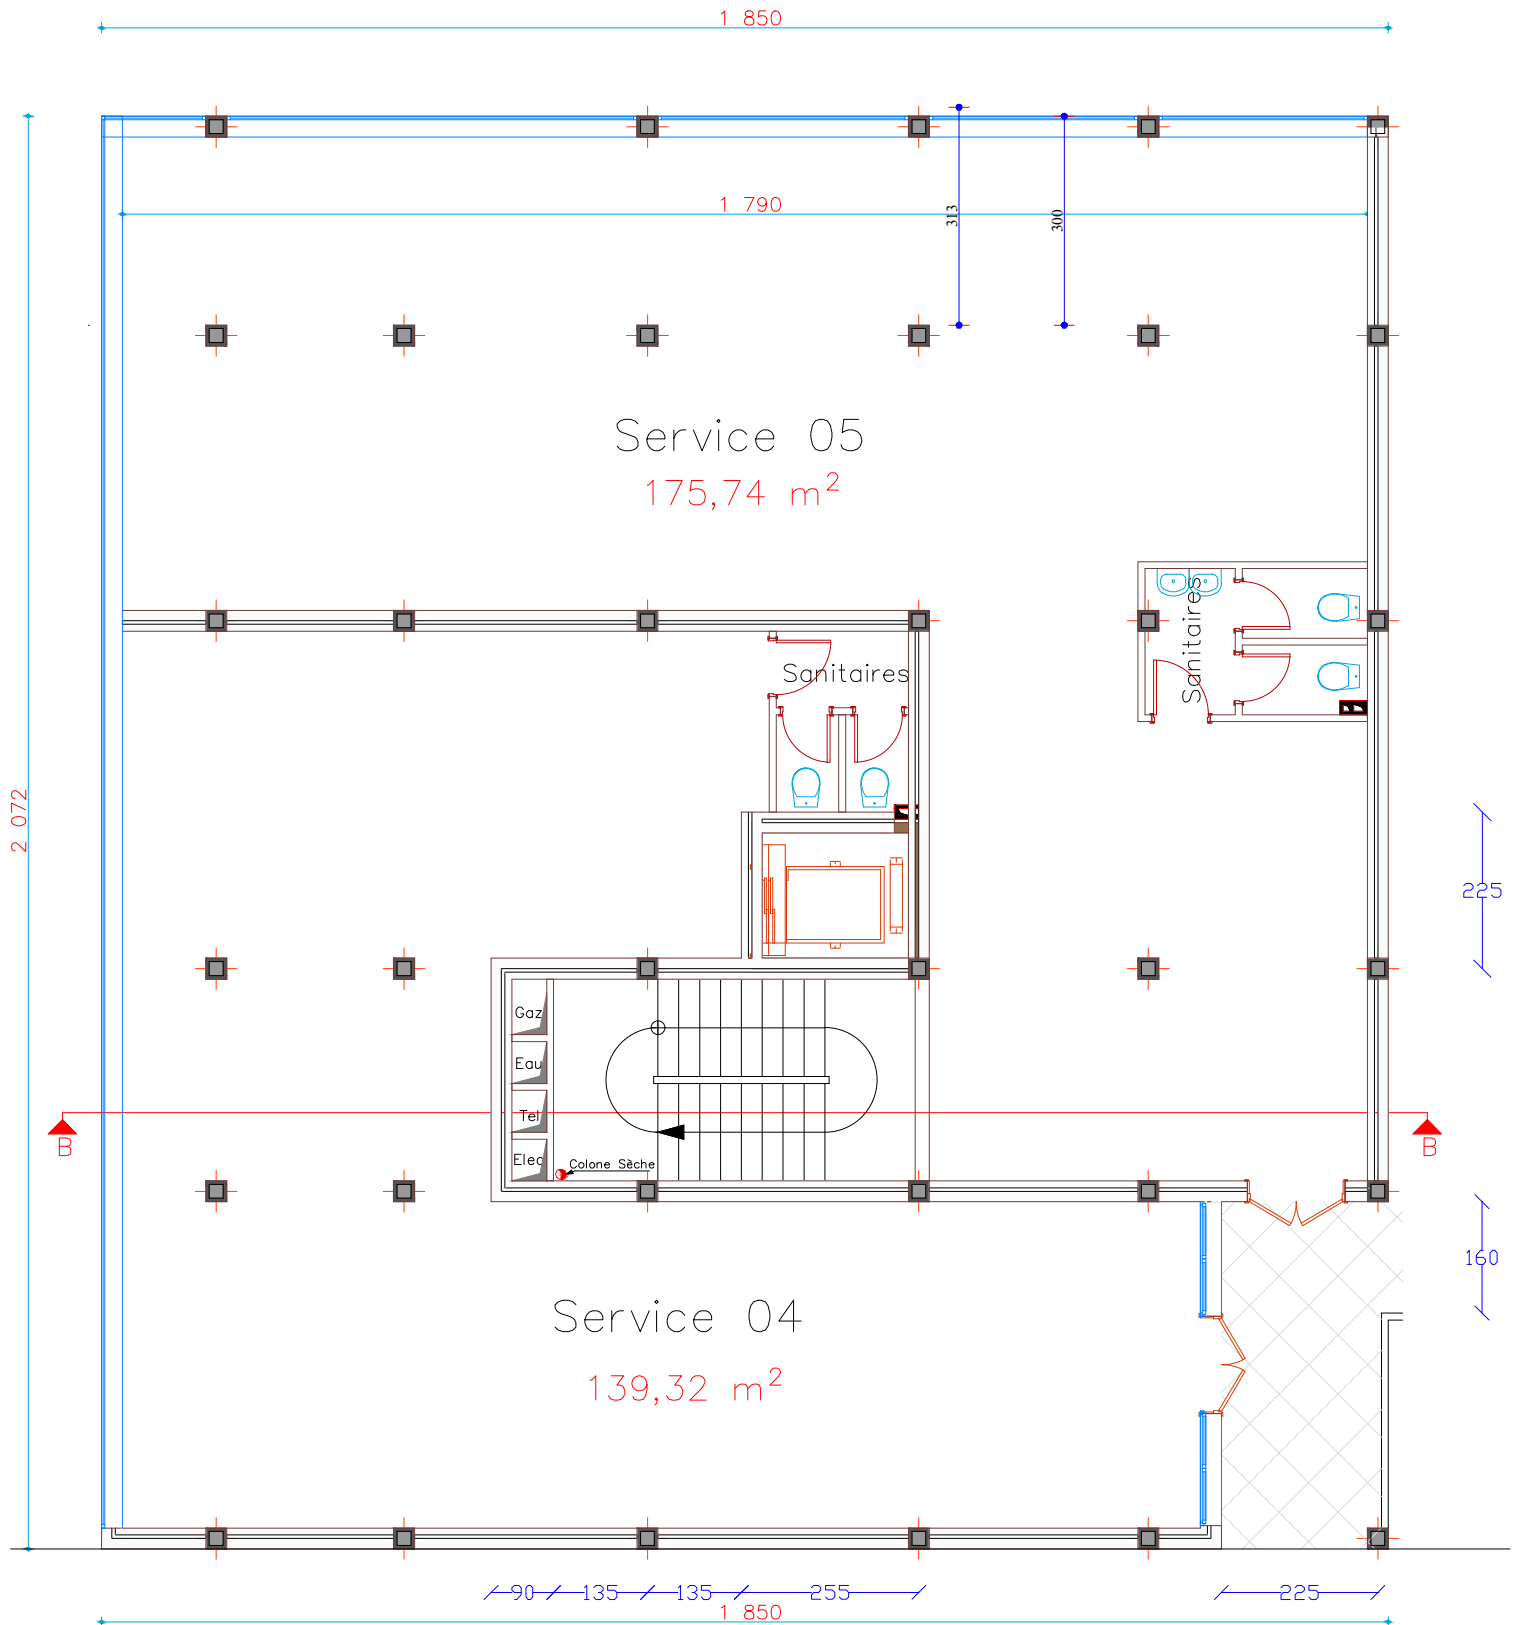 1 850
1 790
313
300
Service 05
175,74 m²
Sanitaires
Sanitaires
2 072
225
Gaz
Eau
Tel
Elec
Colone Sèche
B
B
160
Service 04
139,32 m²
90
135
135
255
225
1 850